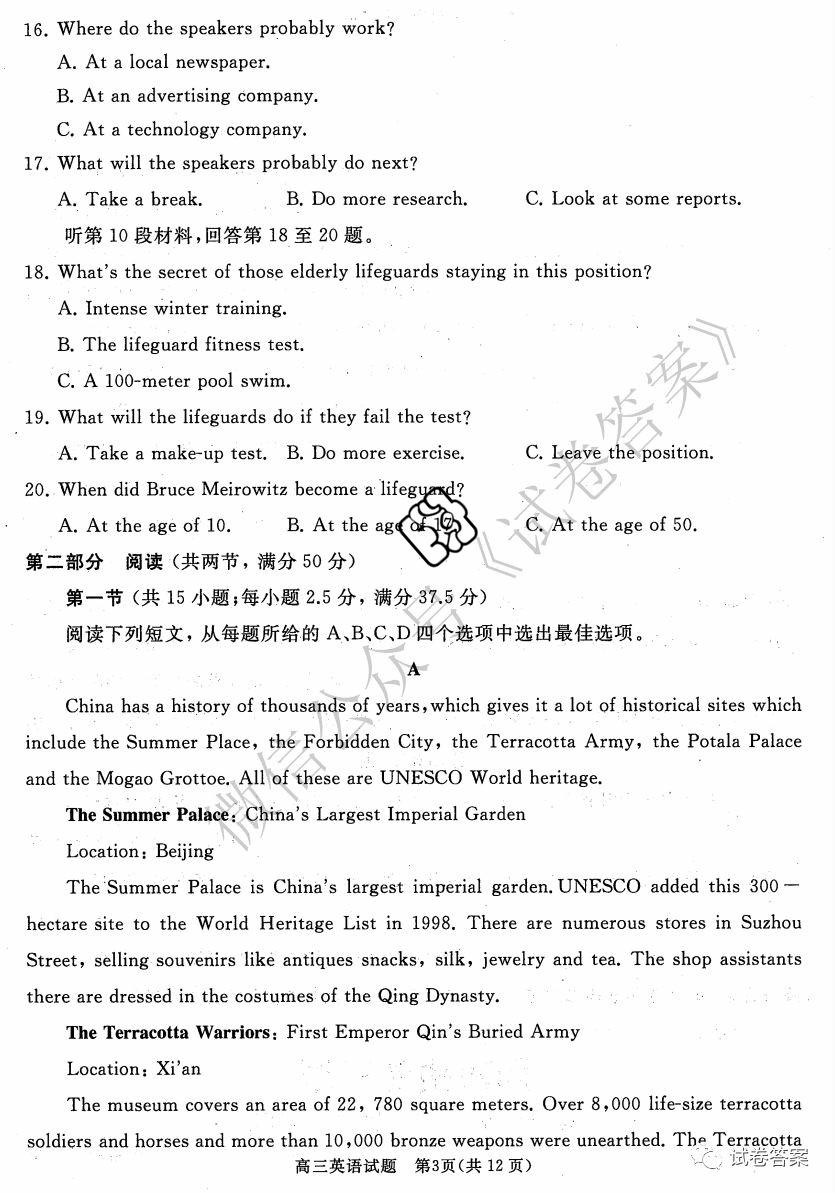 16. Where do the speakers probably work?
A. At a local newspaper.
B. At an advertising company.
C. At a technology company.
17. What will the speakers probably do next?
A. Take a break. B. Do more research. C. Look at some reports.
听第 10 段材料,回答第 18 至 20 题。
18. What's the secret of those elderly lifeguards staying in this position?
A. Intense winter training.
B. The lifeguard fitness test.
C. A 100-meter pool swim.
19. What will the lifeguards do if they fail the test?
A. Take a make-up test. B. Do more exercise. C. Leave the position.
20. When did Bruce Meirowitz become a lifeguard?
A. At the age of 10. B. At the age of 17. C. At the age of 50.
第二部分 阅读(共两节,满分 50 分)
第一节(共 15 小题;每小题 2.5 分,满分 37.5 分)
阅读下列短文,从每题所给的 A、B、C、D 四个选项中选出最佳选项。
A
China has a history of thousands of years, which gives it a lot of historical sites which
include the Summer Place, the Forbidden City, the Terracotta Army, the Potala Palace
and the Mogao Grottoe. All of these are UNESCO World heritage.
The Summer Palace: China's Largest Imperial Garden
Location: Beijing
The Summer Palace is China's largest imperial garden. UNESCO added this 300-
hectare site to the World Heritage List in 1998. There are numerous stores in Suzhou
Street, selling souvenirs like antiques snacks, silk, jewelry and tea. The shop assistants
there are dressed in the costumes of the Qing Dynasty.
The Terracotta Warriors: First Emperor Qin's Buried Army
Location: Xi'an
The museum covers an area of 22, 780 square meters. Over 8,000 life-size terracotta
soldiers and horses and more than 10,000 bronze weapons were unearthed. The Terracotta
高三英语试题 第3页(共 12 页)
微信公众号《试卷答案》
试卷答案